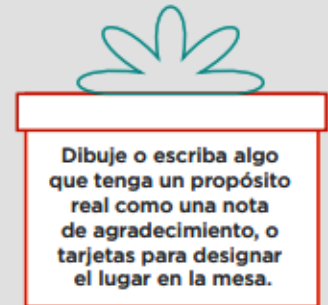 Dibuje o escriba algo
que tenga un propósito
real como una nota
de agradecimiento, o
tarjetas para designar
el lugar en la mesa.